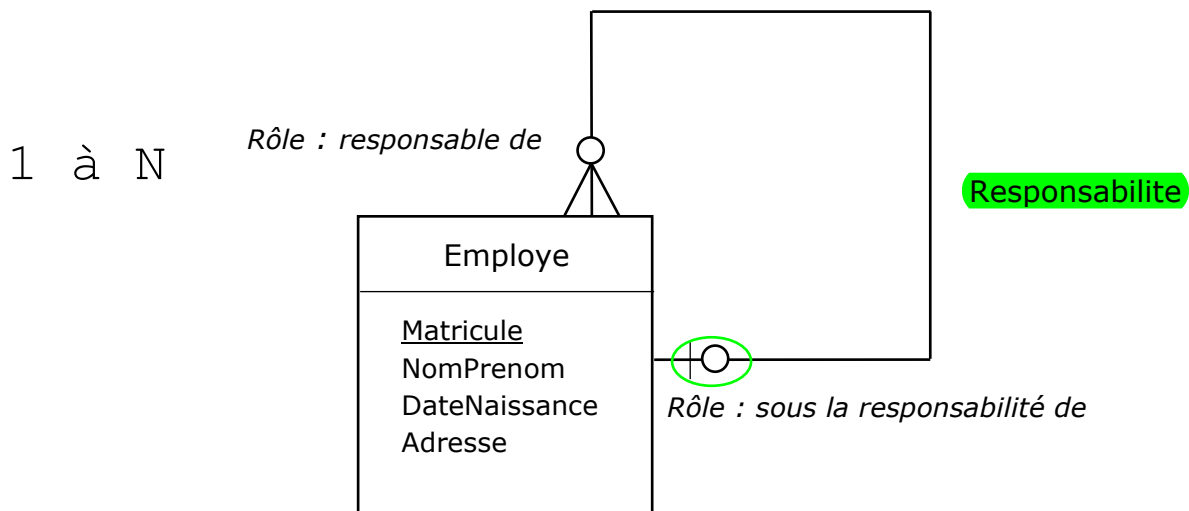 Rôle : responsable de
1 à N
Responsabilite
Employe
Matricule
NomPrenom
DateNaissance
Adresse
Rôle : sous la responsabilité de